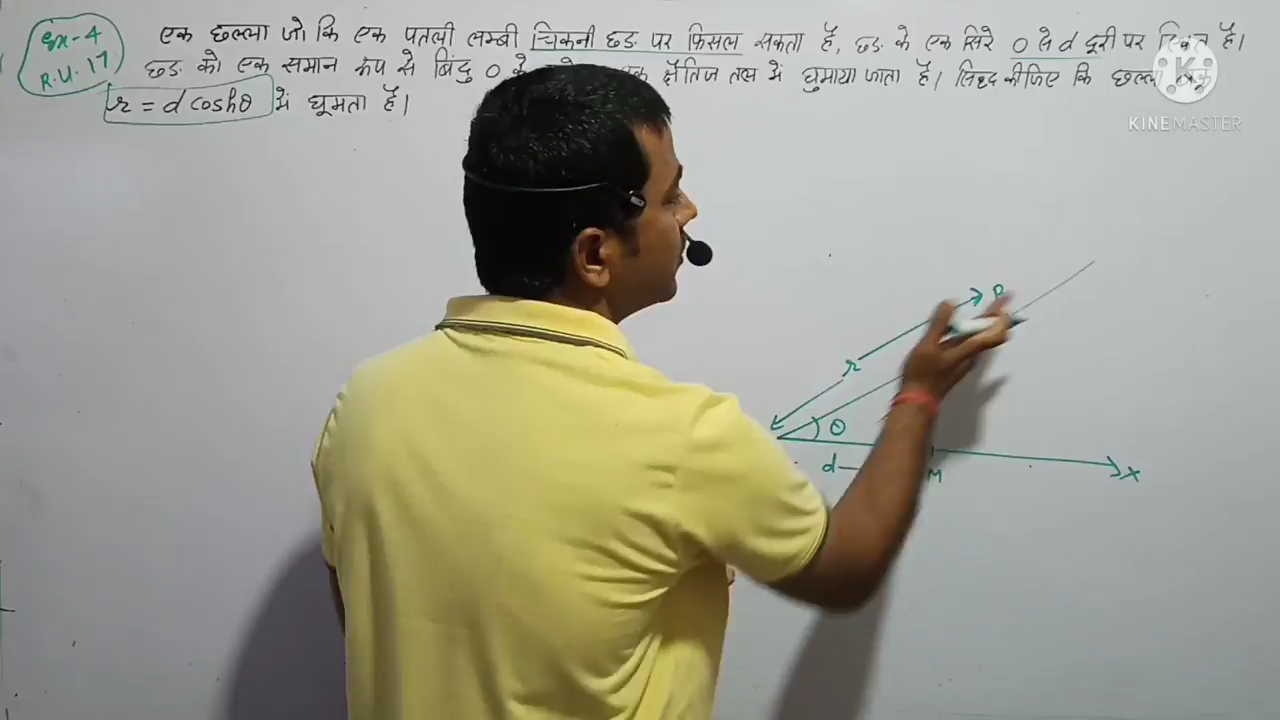 Ex-4
R.U. 17
एक छल्ला जो कि एक पतली लम्बी चिकनी छड पर फिसल सकता है, छड के एक सिरे O से d दूरी पर स्थित है।
छड को एक समान कोण से बिंदु O के क्षैतिज तल में घुमाया जाता है। सिद्ध कीजिए कि छल्ला वक्र
r = d coshθ में घूमता है।
P
r
θ
d
M
X
KINEMASTER